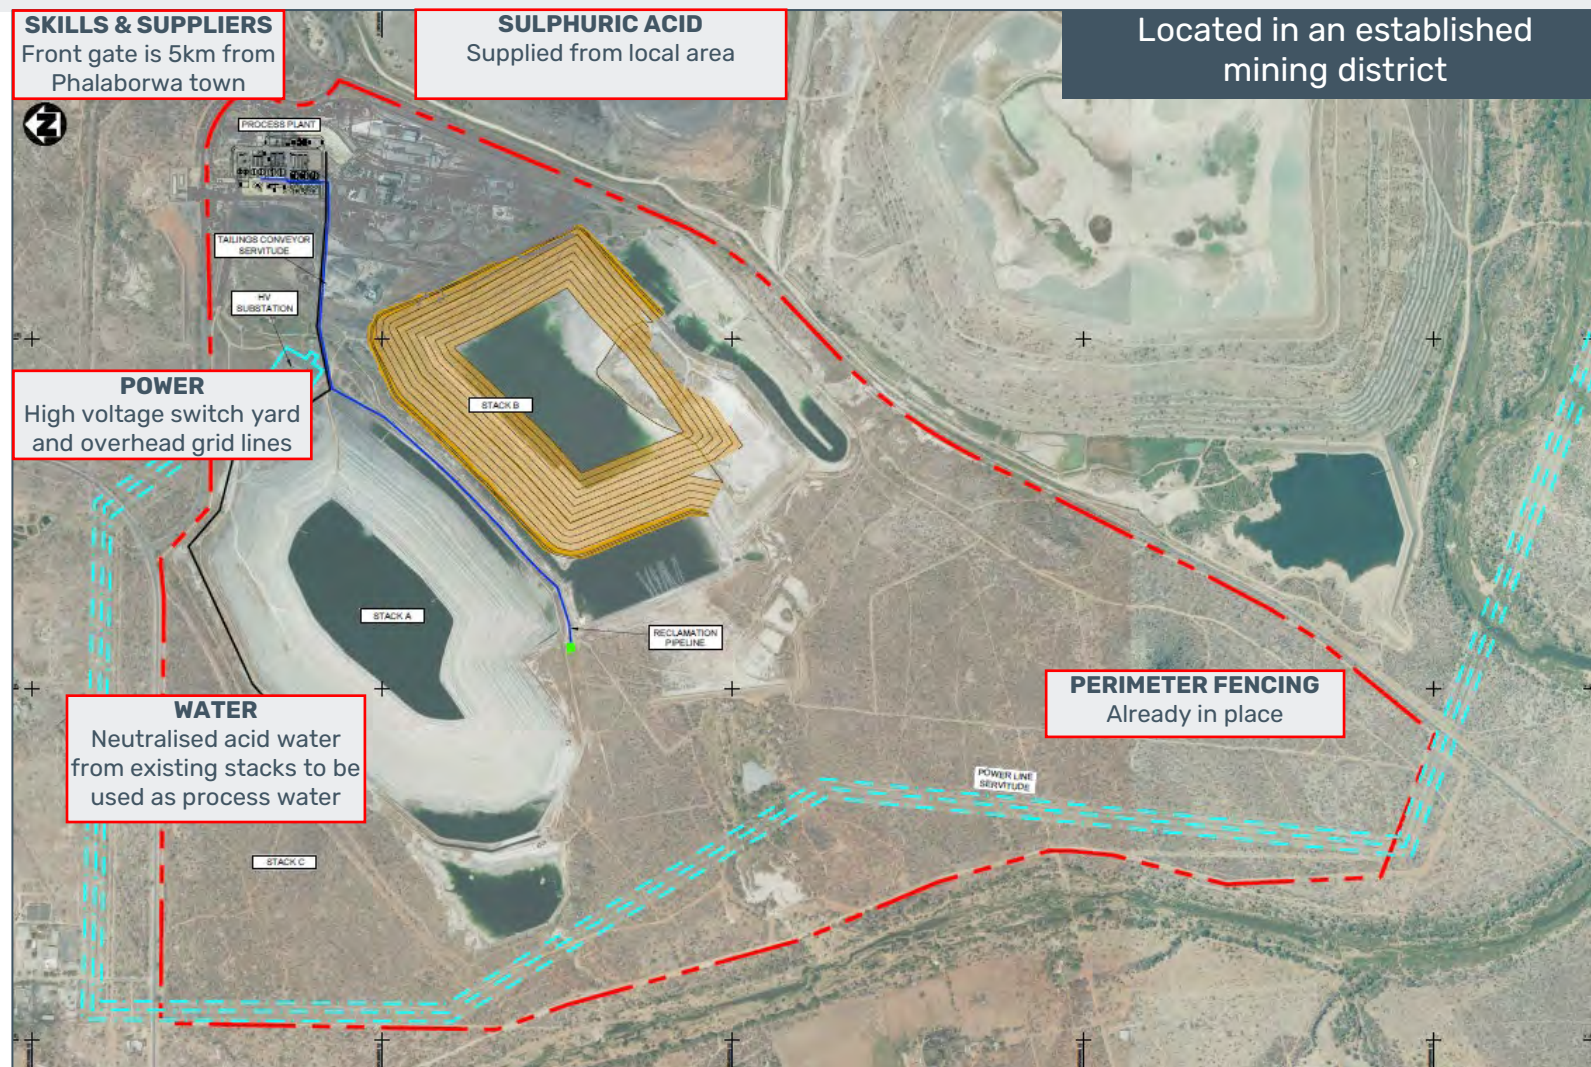 SKILLS & SUPPLIERS
Front gate is 5km from
Phalaborwa town
SULPHURIC ACID
Supplied from local area
Located in an established
mining district
Z
PROCESS PLANT
TAILINGS CONVEYOR
SERVITUDE
HV
SUBSTATION
POWER
High voltage switch yard
and overhead grid lines
STACK B
STACK A
RECLAMATION
PIPELINE
PERIMETER FENCING
Already in place
WATER
Neutralised acid water
from existing stacks to be
used as process water
POWER LINE
SERVITUDE
STACK C